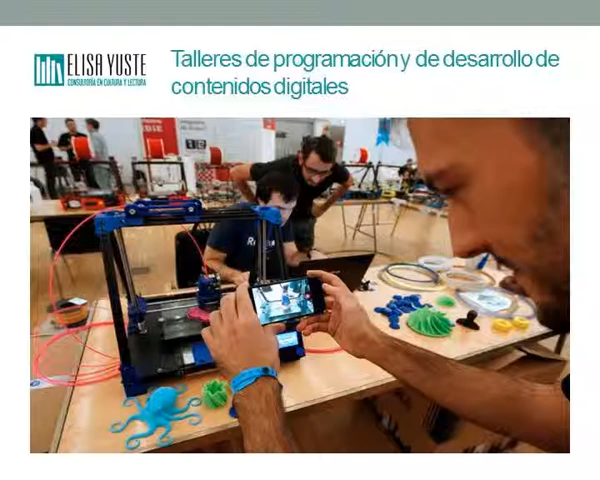 ELISA YUSTE
CONSULTORÍA EN CULTURA Y LECTURA
Talleres de programación y de desarrollo de
contenidos digitales